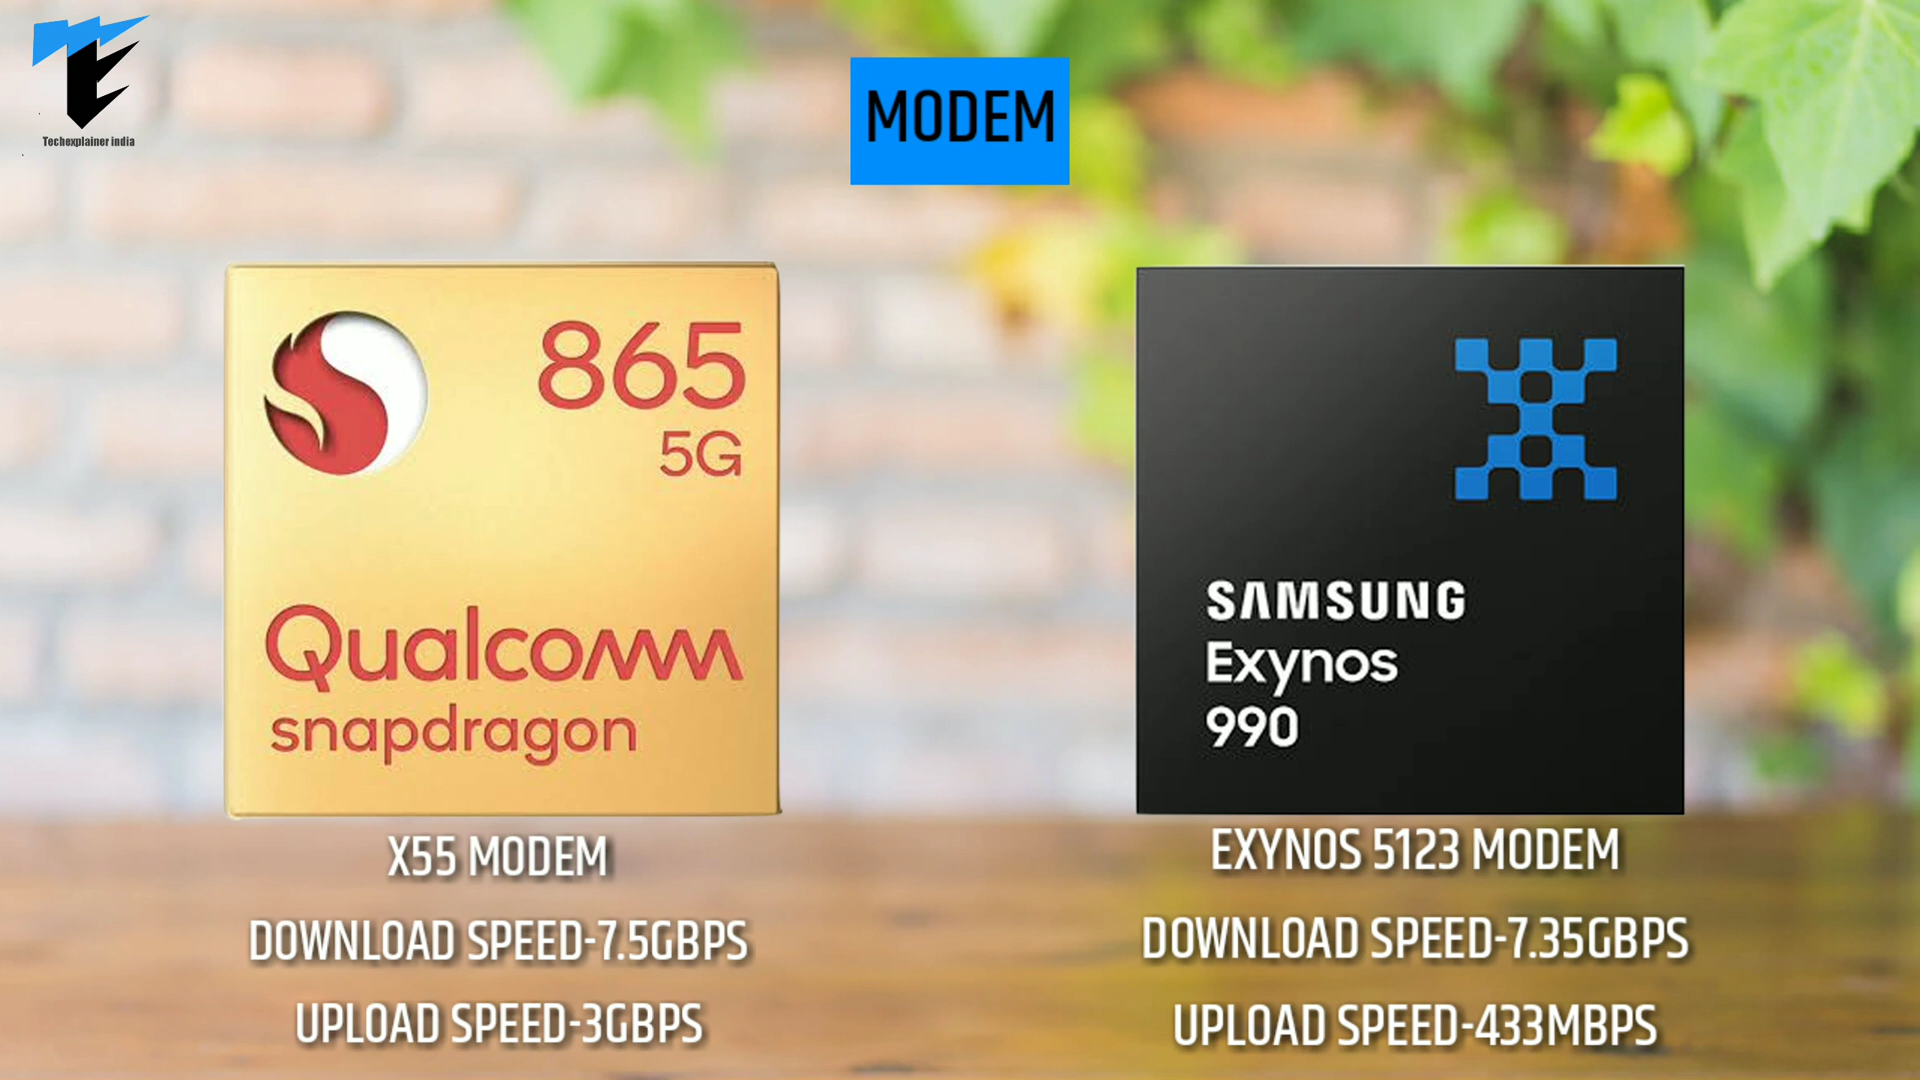 Techexplainer india
MODEM
865
5G
Qualcomm
snapdragon
X55 MODEM
DOWNLOAD SPEED-7.5GBPS
UPLOAD SPEED-3GBPS
SAMSUNG
Exynos
990
EXYNOS 5123 MODEM
DOWNLOAD SPEED-7.35GBPS
UPLOAD SPEED-433MBPS